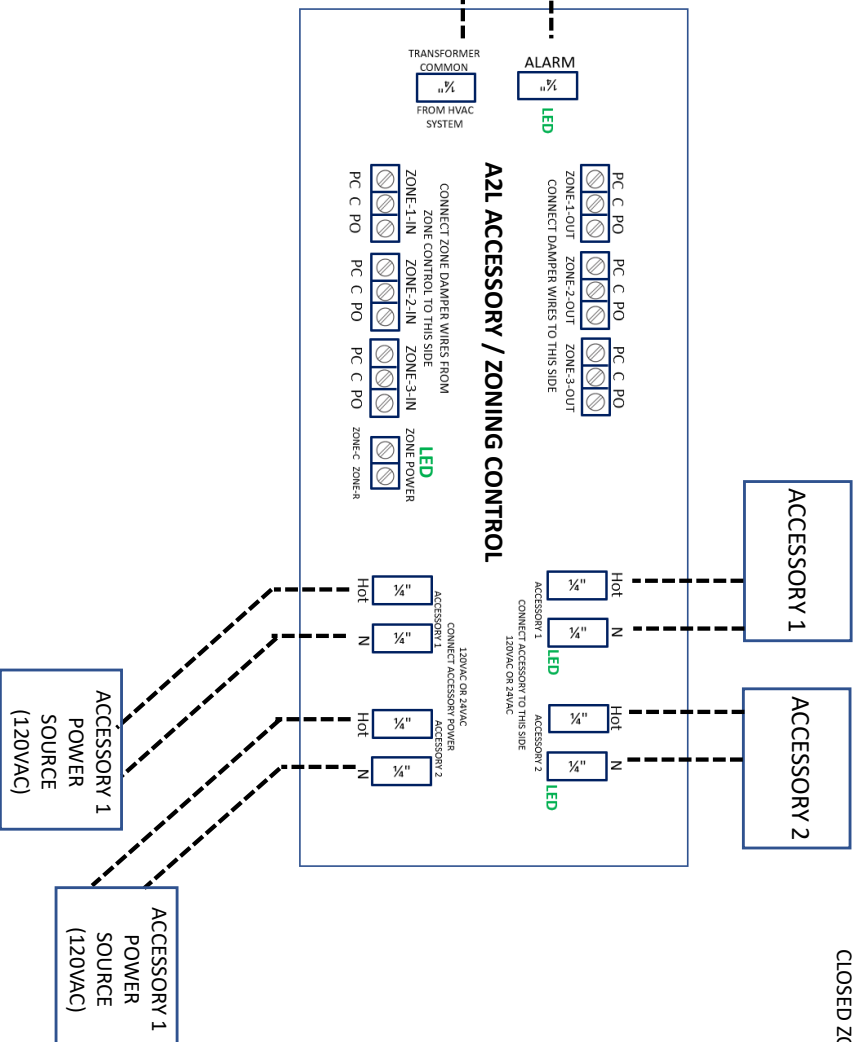 TRANSFORMER
COMMON
¼"
FROM HVAC
SYSTEM
ALARM
¼"
LED
A2L ACCESSORY / ZONING CONTROL
PC C PO
ZONE-1-OUT
PC C PO
ZONE-2-OUT
PC C PO
ZONE-3-OUT
CONNECT DAMPER WIRES TO THIS SIDE
CONNECT ZONE DAMPER WIRES FROM
ZONE CONTROL TO THIS SIDE
ZONE-1-IN
PC C PO
ZONE-2-IN
PC C PO
ZONE-3-IN
PC C PO
LED
ZONE POWER
ZONE-C ZONE-R
ACCESSORY 1
ACCESSORY 2
Hot
N
¼"
¼"
ACCESSORY 1
LED
Hot
N
¼"
¼"
ACCESSORY 2
LED
CONNECT ACCESSORY TO THIS SIDE
120VAC OR 24VAC
120VAC OR 24VAC
CONNECT ACCESSORY POWER
ACCESSORY 1
¼"
¼"
Hot
N
ACCESSORY 2
¼"
¼"
Hot
N
ACCESSORY 1
POWER
SOURCE
(120VAC)
ACCESSORY 1
POWER
SOURCE
(120VAC)
CLOSED